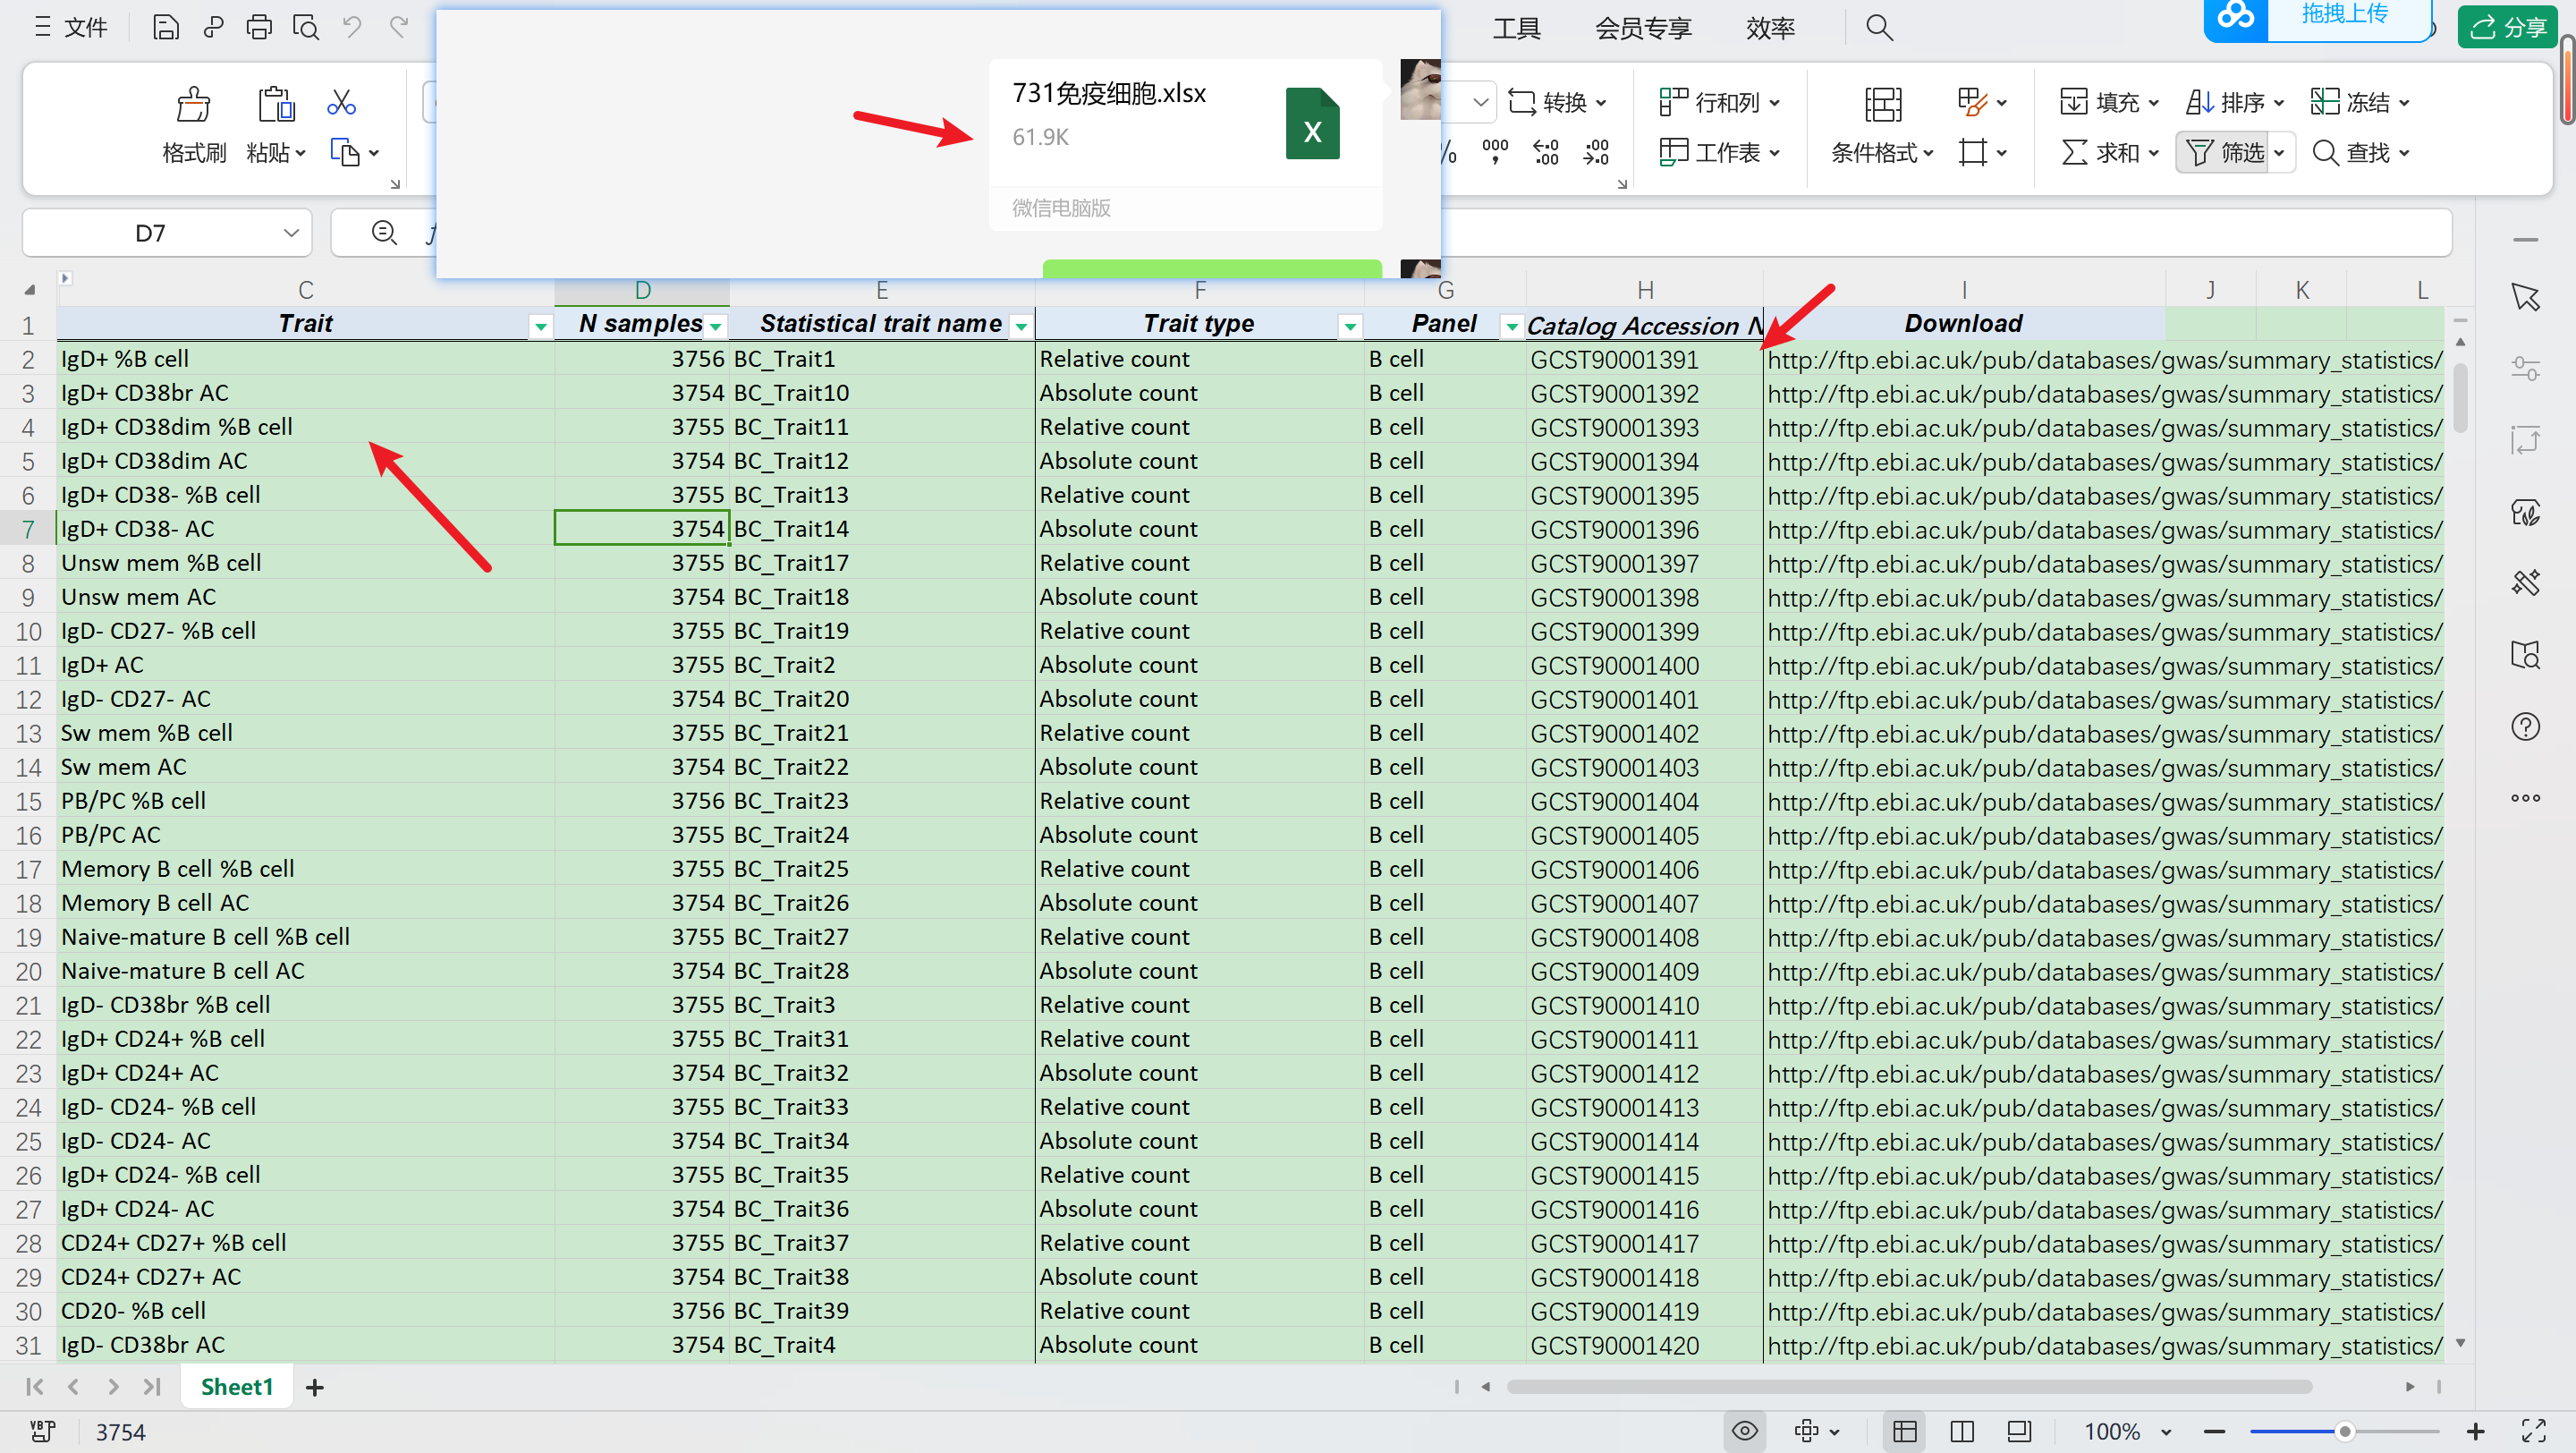 文件
工具 会员专享 效率
拖拽上传
分享
731免疫细胞.xlsx
61.9K
微信电脑版
格式刷 粘贴
转换 行和列 填充 排序 冻结
工作表 条件格式 求和 筛选 查找
D7
C D E F G H I J K L
1 Trait N samples Statistical trait name Trait type Panel Catalog Accession N Download
2 IgD+ %B cell 3756 BC_Trait1 Relative count B cell GCST90001391 http://ftp.ebi.ac.uk/pub/databases/gwas/summary_statistics/
3 IgD+ CD38br AC 3754 BC_Trait10 Absolute count B cell GCST90001392 http://ftp.ebi.ac.uk/pub/databases/gwas/summary_statistics/
4 IgD+ CD38dim %B cell 3755 BC_Trait11 Relative count B cell GCST90001393 http://ftp.ebi.ac.uk/pub/databases/gwas/summary_statistics/
5 IgD+ CD38dim AC 3754 BC_Trait12 Absolute count B cell GCST90001394 http://ftp.ebi.ac.uk/pub/databases/gwas/summary_statistics/
6 IgD+ CD38- %B cell 3755 BC_Trait13 Relative count B cell GCST90001395 http://ftp.ebi.ac.uk/pub/databases/gwas/summary_statistics/
7 IgD+ CD38- AC 3754 BC_Trait14 Absolute count B cell GCST90001396 http://ftp.ebi.ac.uk/pub/databases/gwas/summary_statistics/
8 Unsw mem %B cell 3755 BC_Trait17 Relative count B cell GCST90001397 http://ftp.ebi.ac.uk/pub/databases/gwas/summary_statistics/
9 Unsw mem AC 3754 BC_Trait18 Absolute count B cell GCST90001398 http://ftp.ebi.ac.uk/pub/databases/gwas/summary_statistics/
10 IgD- CD27- %B cell 3755 BC_Trait19 Relative count B cell GCST90001399 http://ftp.ebi.ac.uk/pub/databases/gwas/summary_statistics/
11 IgD+ AC 3755 BC_Trait2 Absolute count B cell GCST90001400 http://ftp.ebi.ac.uk/pub/databases/gwas/summary_statistics/
12 IgD- CD27- AC 3754 BC_Trait20 Absolute count B cell GCST90001401 http://ftp.ebi.ac.uk/pub/databases/gwas/summary_statistics/
13 Sw mem %B cell 3755 BC_Trait21 Relative count B cell GCST90001402 http://ftp.ebi.ac.uk/pub/databases/gwas/summary_statistics/
14 Sw mem AC 3754 BC_Trait22 Absolute count B cell GCST90001403 http://ftp.ebi.ac.uk/pub/databases/gwas/summary_statistics/
15 PB/PC %B cell 3756 BC_Trait23 Relative count B cell GCST90001404 http://ftp.ebi.ac.uk/pub/databases/gwas/summary_statistics/
16 PB/PC AC 3755 BC_Trait24 Absolute count B cell GCST90001405 http://ftp.ebi.ac.uk/pub/databases/gwas/summary_statistics/
17 Memory B cell %B cell 3755 BC_Trait25 Relative count B cell GCST90001406 http://ftp.ebi.ac.uk/pub/databases/gwas/summary_statistics/
18 Memory B cell AC 3754 BC_Trait26 Absolute count B cell GCST90001407 http://ftp.ebi.ac.uk/pub/databases/gwas/summary_statistics/
19 Naive-mature B cell %B cell 3755 BC_Trait27 Relative count B cell GCST90001408 http://ftp.ebi.ac.uk/pub/databases/gwas/summary_statistics/
20 Naive-mature B cell AC 3754 BC_Trait28 Absolute count B cell GCST90001409 http://ftp.ebi.ac.uk/pub/databases/gwas/summary_statistics/
21 IgD- CD38br %B cell 3755 BC_Trait3 Relative count B cell GCST90001410 http://ftp.ebi.ac.uk/pub/databases/gwas/summary_statistics/
22 IgD+ CD24+ %B cell 3755 BC_Trait31 Relative count B cell GCST90001411 http://ftp.ebi.ac.uk/pub/databases/gwas/summary_statistics/
23 IgD+ CD24+ AC 3754 BC_Trait32 Absolute count B cell GCST90001412 http://ftp.ebi.ac.uk/pub/databases/gwas/summary_statistics/
24 IgD- CD24- %B cell 3755 BC_Trait33 Relative count B cell GCST90001413 http://ftp.ebi.ac.uk/pub/databases/gwas/summary_statistics/
25 IgD- CD24- AC 3754 BC_Trait34 Absolute count B cell GCST90001414 http://ftp.ebi.ac.uk/pub/databases/gwas/summary_statistics/
26 IgD+ CD24- %B cell 3755 BC_Trait35 Relative count B cell GCST90001415 http://ftp.ebi.ac.uk/pub/databases/gwas/summary_statistics/
27 IgD+ CD24- AC 3754 BC_Trait36 Absolute count B cell GCST90001416 http://ftp.ebi.ac.uk/pub/databases/gwas/summary_statistics/
28 CD24+ CD27+ %B cell 3755 BC_Trait37 Relative count B cell GCST90001417 http://ftp.ebi.ac.uk/pub/databases/gwas/summary_statistics/
29 CD24+ CD27+ AC 3754 BC_Trait38 Absolute count B cell GCST90001418 http://ftp.ebi.ac.uk/pub/databases/gwas/summary_statistics/
30 CD20- %B cell 3756 BC_Trait39 Relative count B cell GCST90001419 http://ftp.ebi.ac.uk/pub/databases/gwas/summary_statistics/
31 IgD- CD38br AC 3754 BC_Trait4 Absolute count B cell GCST90001420 http://ftp.ebi.ac.uk/pub/databases/gwas/summary_statistics/
Sheet1
3754
100%